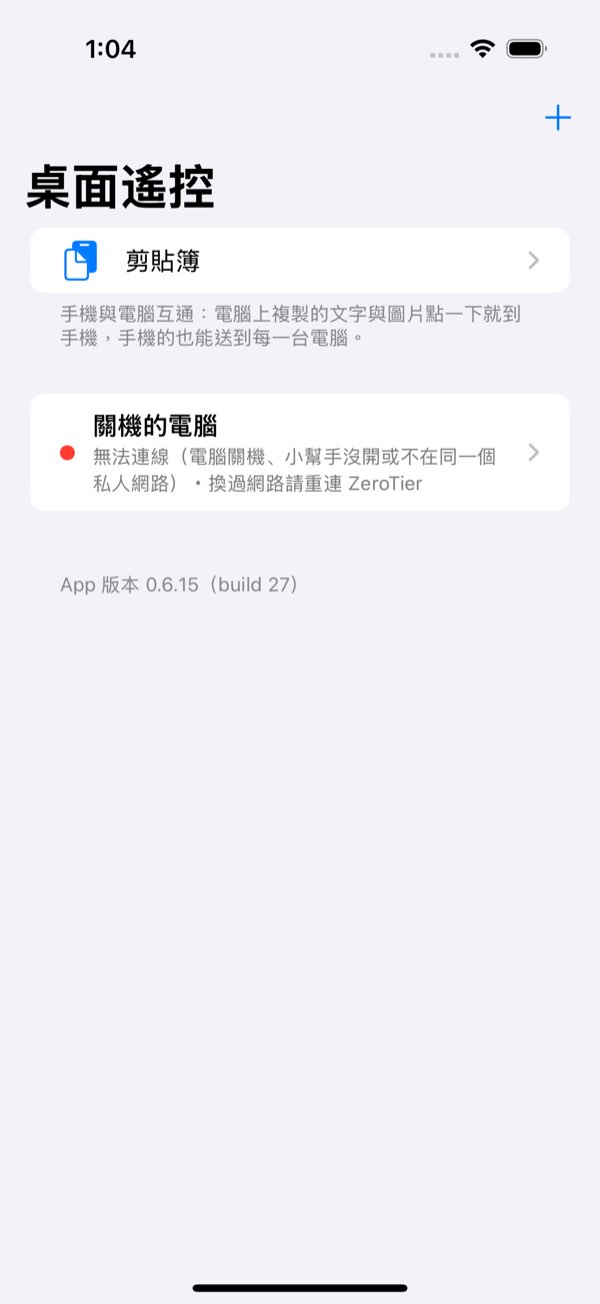 1:04
桌面遙控
剪貼簿
手機與電腦互通：電腦上複製的文字與圖片點一下就到
手機，手機的也能送到每一台電腦。
關機的電腦
無法連線（電腦關機、小幫手沒開或不在同一個
私人網路）・換過網路請重連 ZeroTier
App 版本 0.6.15（build 27）